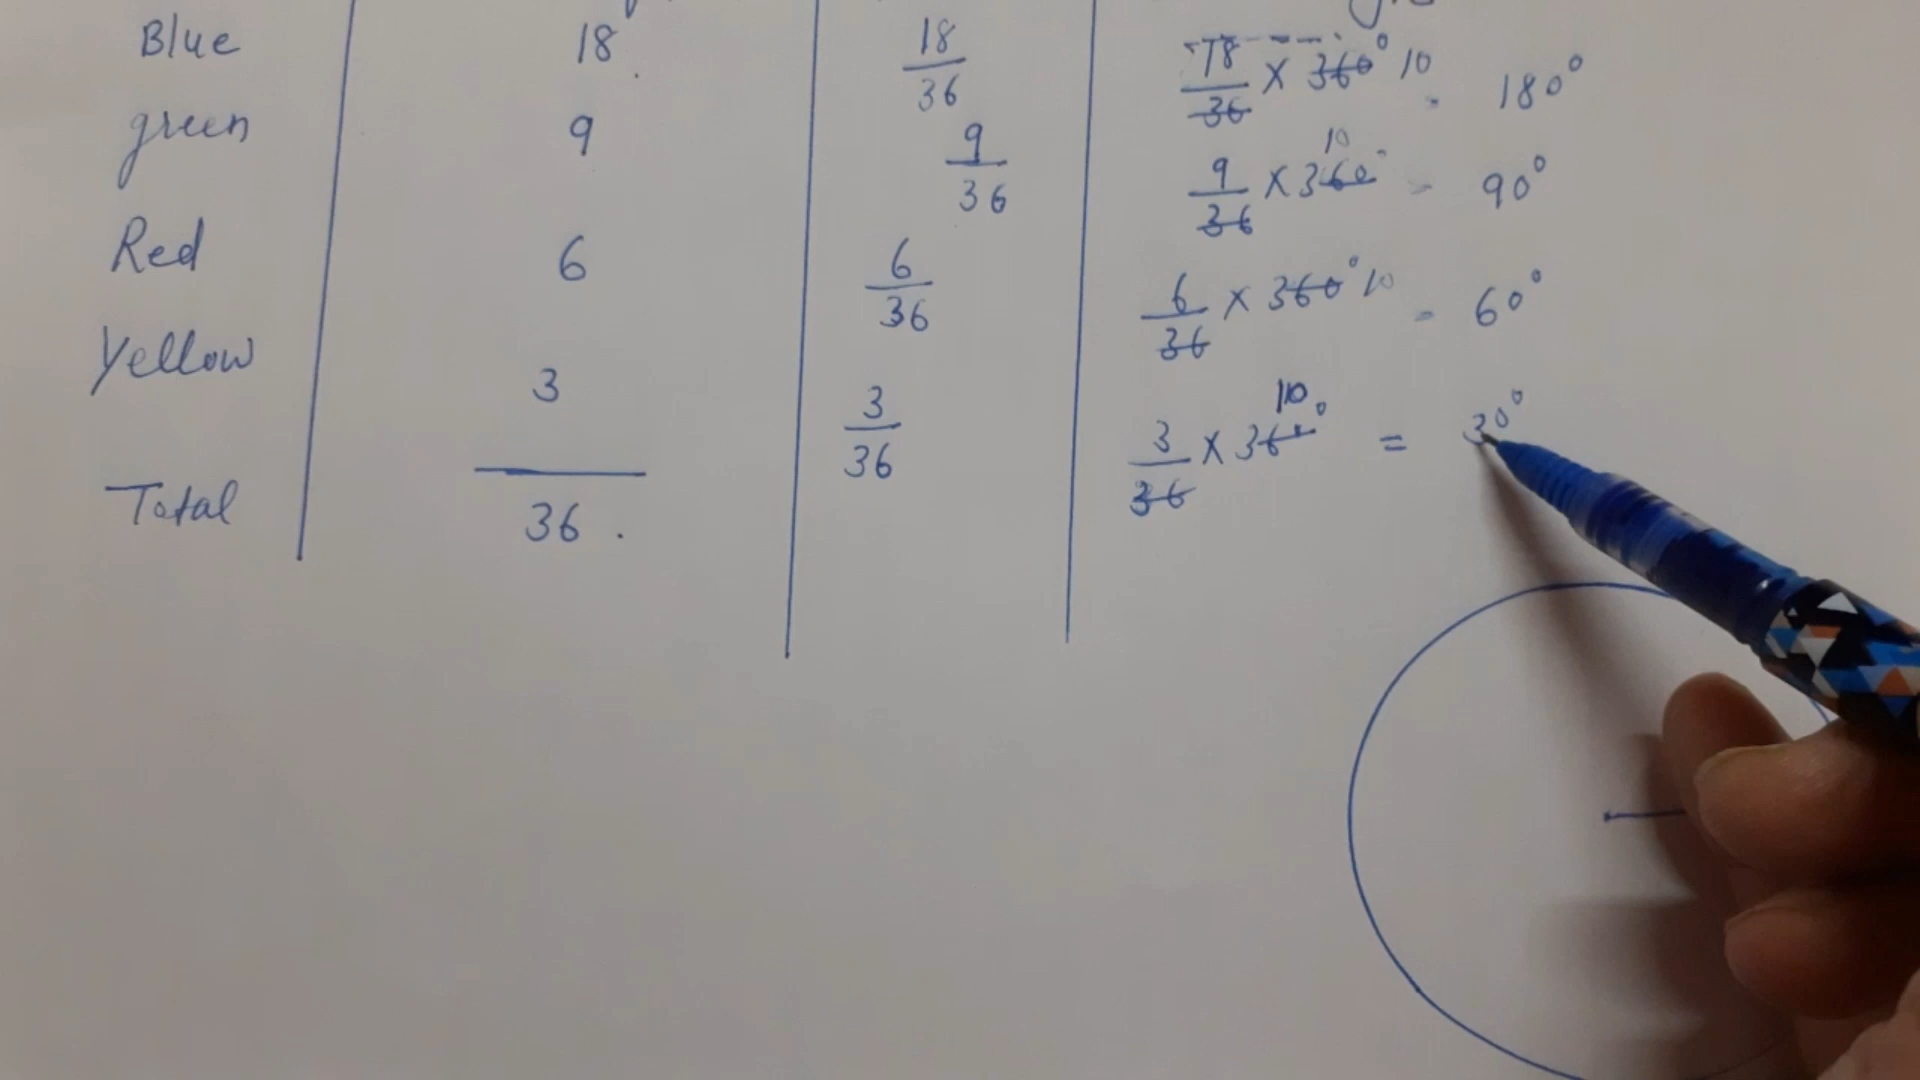 Blue 18 18/36 18/36 × 360° 10 = 180°
green 9 9/36 9/36 × 360° 10 = 90°
Red 6 6/36 6/36 × 360° 10 = 60°
Yellow 3 3/36 3/36 × 360° 10 = 30°
Total 36.